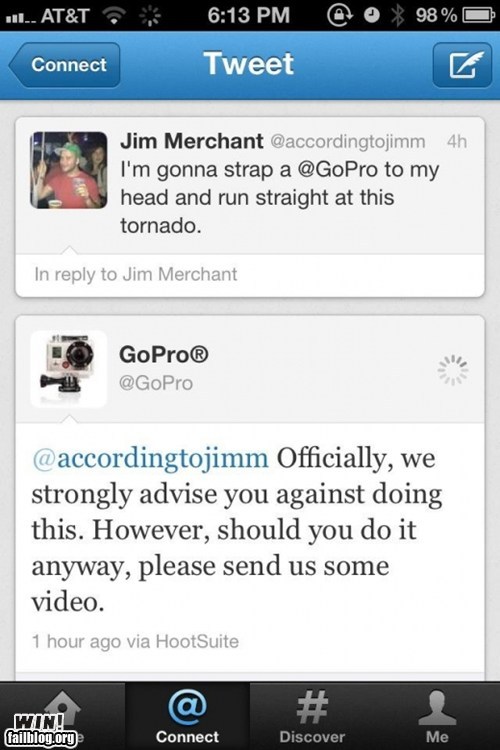 AT&T 6:13 PM 98%
Connect Tweet
Jim Merchant @accordingtojimm 4h
I'm gonna strap a @GoPro to my
head and run straight at this
tornado.
In reply to Jim Merchant
GoPro®
@GoPro
@accordingtojimm Officially, we
strongly advise you against doing
this. However, should you do it
anyway, please send us some
video.
1 hour ago via HootSuite
WIN!
failblog.org
@ #
Connect Discover Me